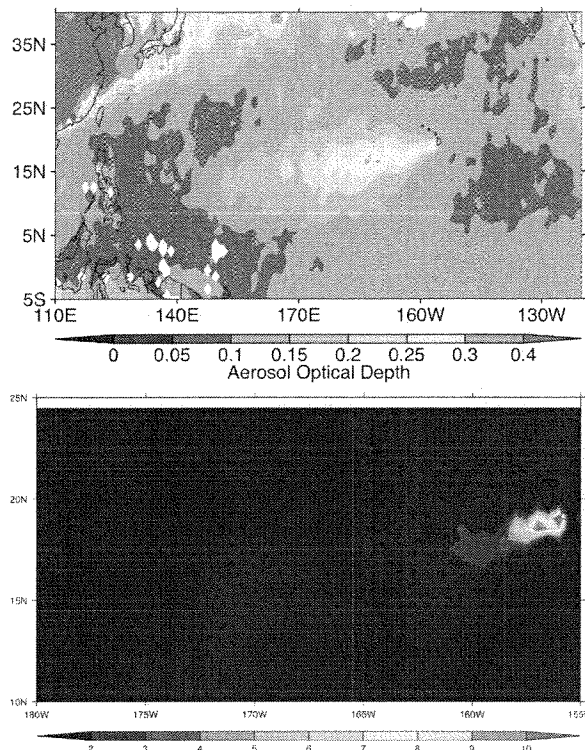 35N
25N
15N
5N
5S
110E 140E 170E 160W 130W
0 0.05 0.1 0.15 0.2 0.25 0.3 0.4
Aerosol Optical Depth
25N
20N
15N
10N
180W 175W 170W 165W 160W 155W
2 3 4 5 6 7 8 9 10